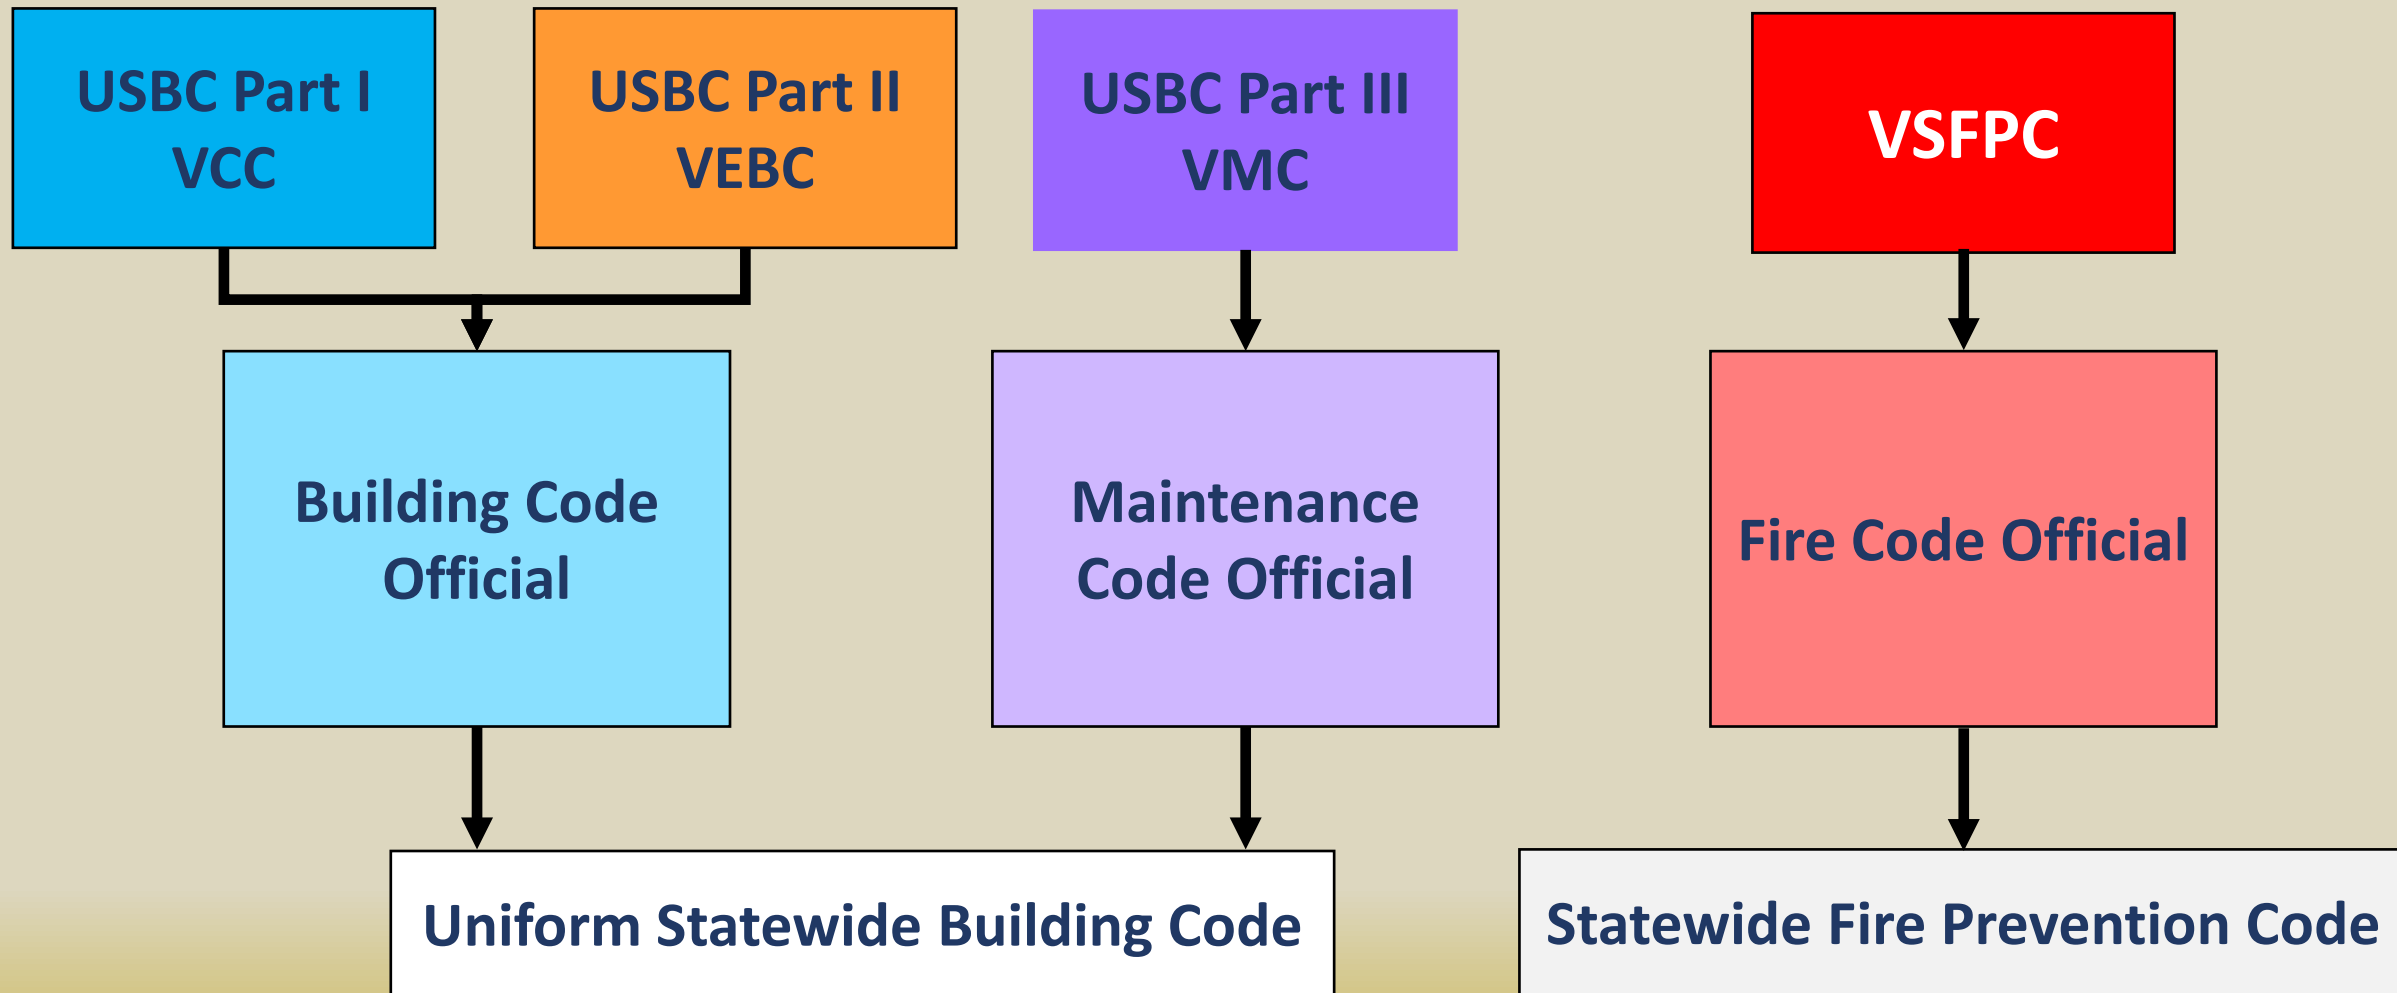 USBC Part I
VCC
USBC Part II
VEBC
USBC Part III
VMC
VSFPC
Building Code
Official
Maintenance
Code Official
Fire Code Official
Uniform Statewide Building Code
Statewide Fire Prevention Code